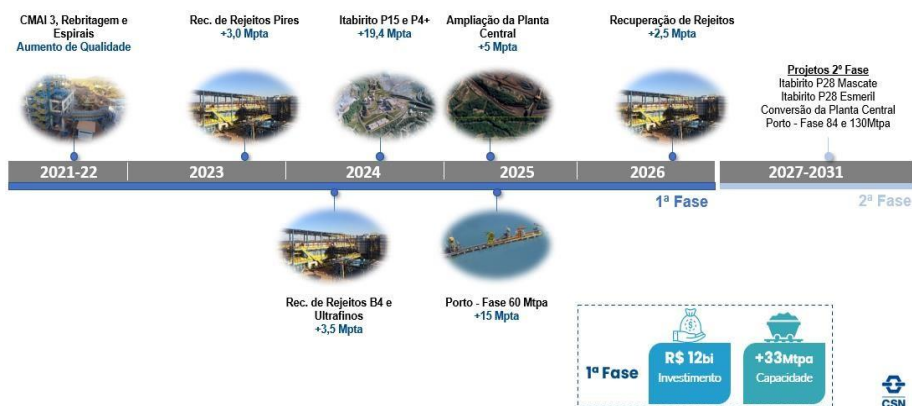 CMAI 3, Rebritagem e
Espirais
Aumento de Qualidade
Rec. de Rejeitos Pires
+3,0 Mpta
Itabirito P15 e P4+
+19,4 Mpta
Ampliação da Planta
Central
+5 Mpta
Recuperação de Rejeitos
+2,5 Mpta
Projetos 2º Fase
Itabirito P28 Mascate
Itabirito P28 Esmeril
Conversão da Planta Central
Porto - Fase 84 e 130Mtpa
2021-22
2023
2024
2025
2026
2027-2031
1ª Fase
2ª Fase
Rec. de Rejeitos B4 e
Ultrafinos
+3,5 Mpta
Porto - Fase 60 Mtpa
+15 Mpta
1ª Fase
R$ 12bi
Investimento
+33Mtpa
Capacidade
CSN